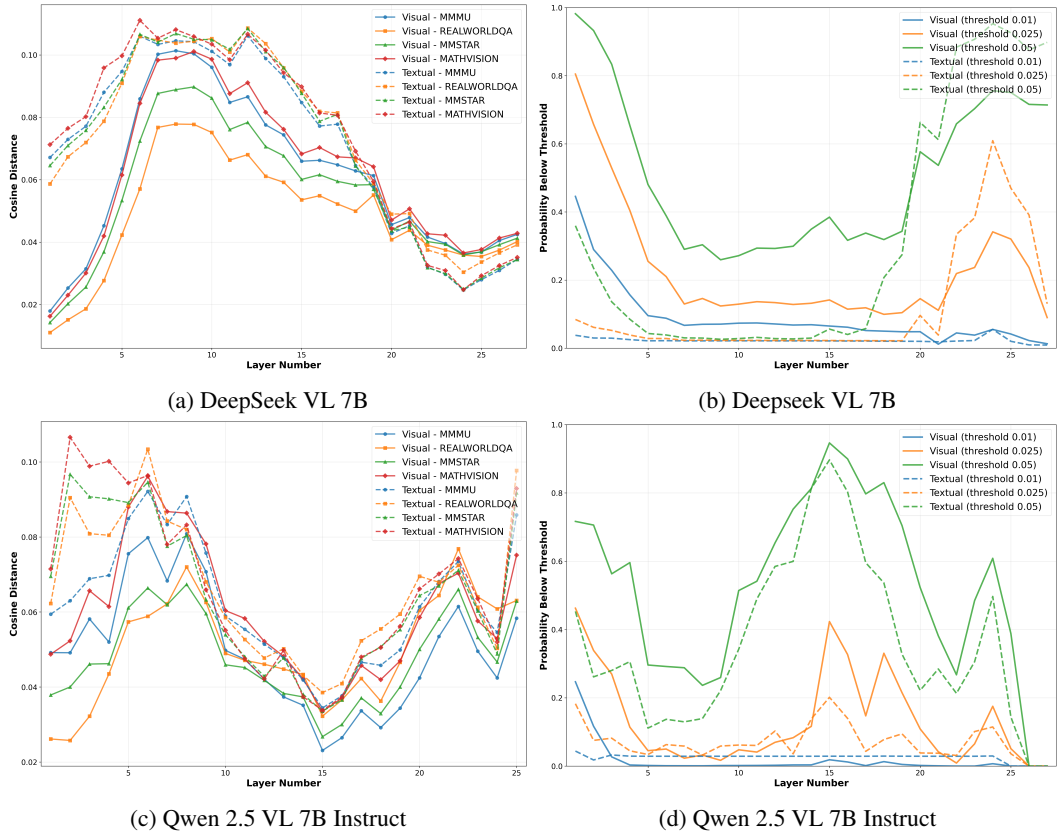 Cosine Distance
0.10
0.08
0.06
0.04
0.02
5
10
15
20
25
Layer Number
Visual - MMMU
Visual - REALWORLDQA
Visual - MMSTAR
Visual - MATHVISION
Textual - MMMU
Textual - REALWORLDQA
Textual - MMSTAR
Textual - MATHVISION
(a) DeepSeek VL 7B
Probability Below Threshold
1.0
0.8
0.6
0.4
0.2
0.0
5
10
15
20
25
Layer Number
Visual (threshold 0.01)
Visual (threshold 0.025)
Visual (threshold 0.05)
Textual (threshold 0.01)
Textual (threshold 0.025)
Textual (threshold 0.05)
(b) Deepseek VL 7B
Cosine Distance
0.10
0.08
0.06
0.04
0.02
5
10
15
20
25
Layer Number
Visual - MMMU
Visual - REALWORLDQA
Visual - MMSTAR
Visual - MATHVISION
Textual - MMMU
Textual - REALWORLDQA
Textual - MMSTAR
Textual - MATHVISION
(c) Qwen 2.5 VL 7B Instruct
Probability Below Threshold
1.0
0.8
0.6
0.4
0.2
0.0
5
10
15
20
25
Layer Number
Visual (threshold 0.01)
Visual (threshold 0.025)
Visual (threshold 0.05)
Textual (threshold 0.01)
Textual (threshold 0.025)
Textual (threshold 0.05)
(d) Qwen 2.5 VL 7B Instruct